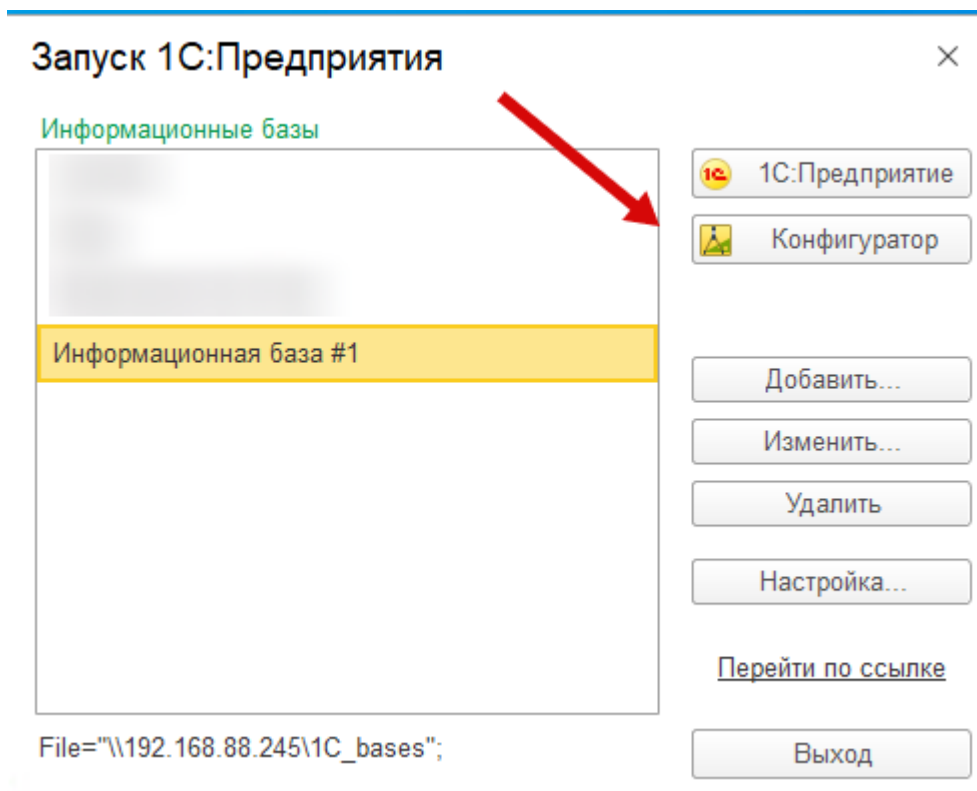 Запуск 1С:Предприятия
Информационные базы
1С:Предприятие
Конфигуратор
Информационная база #1
Добавить...
Изменить...
Удалить
Настройка...
Перейти по ссылке
File="\\192.168.88.245\1C_bases";
Выход